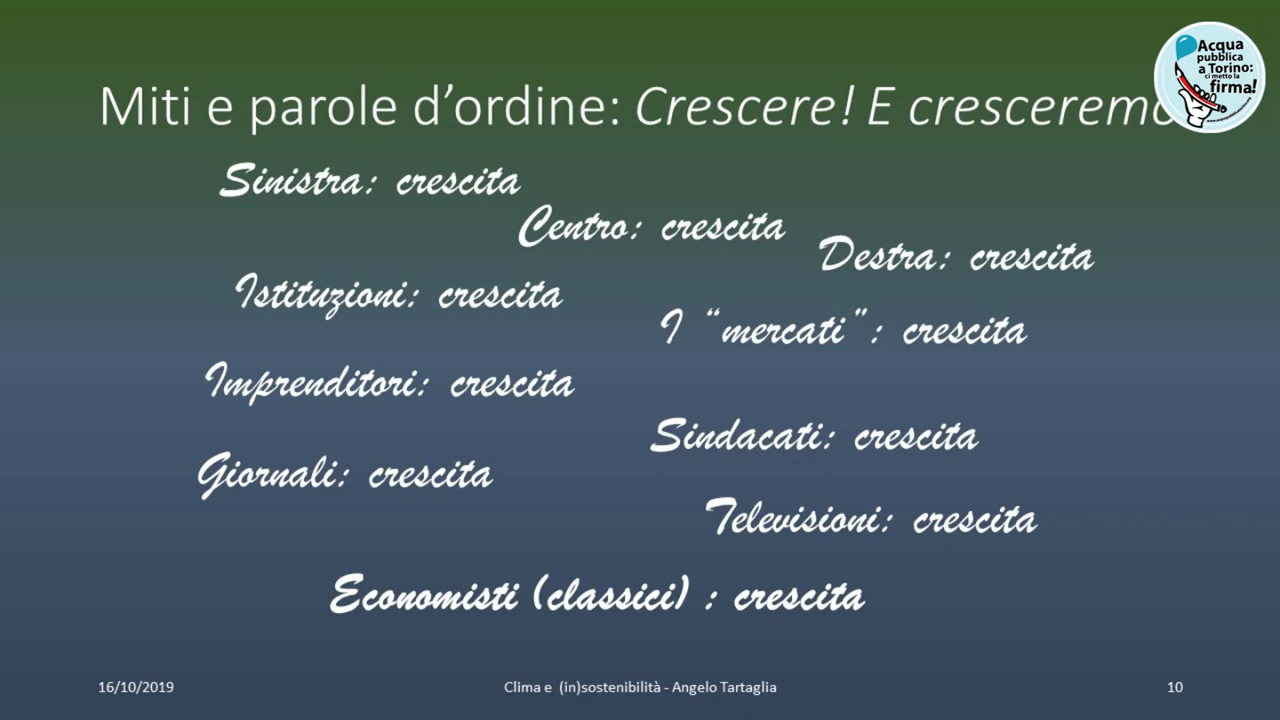 Acqua
pubblica
a Torino:
ci metto la
firma!
Miti e parole d’ordine: Crescere! E cresceremo
Sinistra: crescita
Centro: crescita
Destra: crescita
Istituzioni: crescita
I “mercati”: crescita
Imprenditori: crescita
Sindacati: crescita
Giornali: crescita
Televisioni: crescita
Economisti (classici) : crescita
16/10/2019
Clima e (in)sostenibilità - Angelo Tartaglia
10